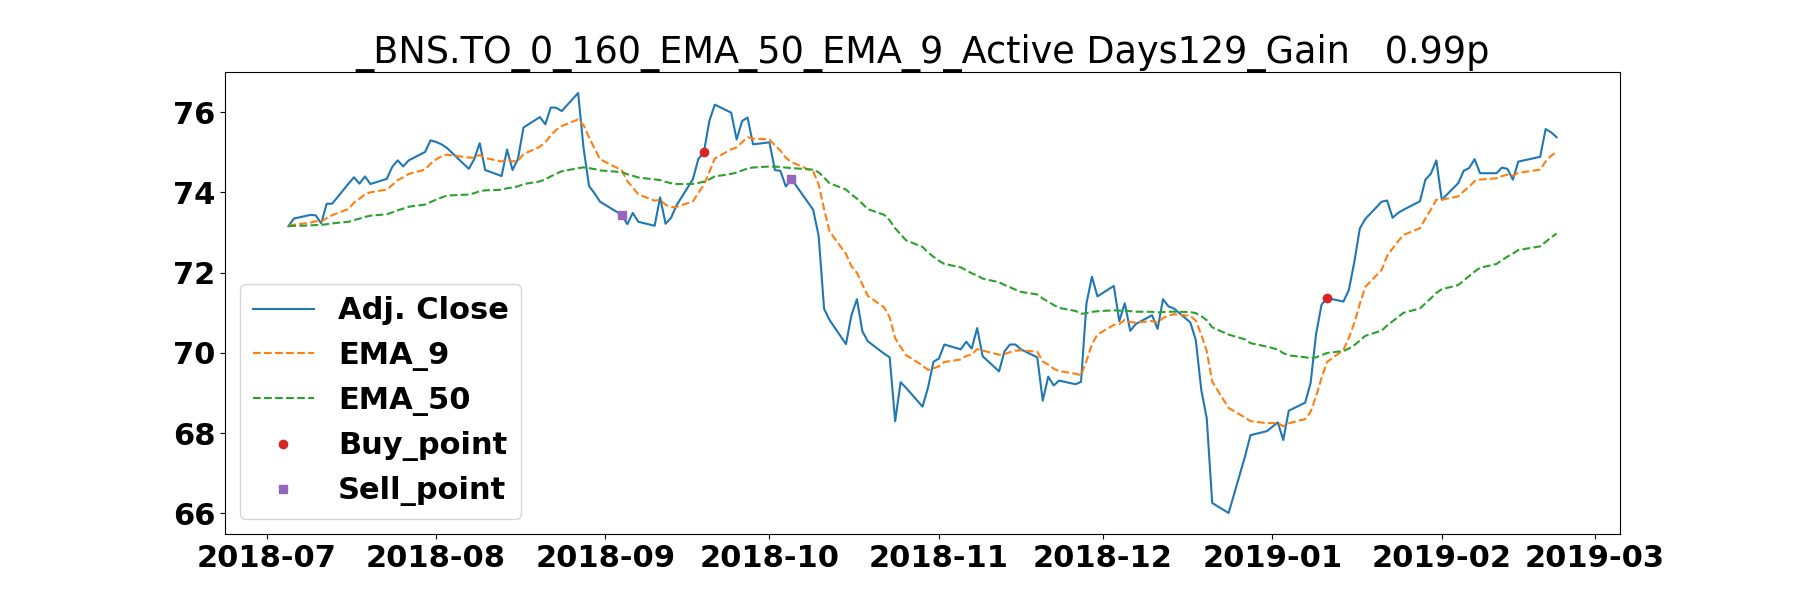 _BNS.TO_0_160_EMA_50_EMA_9_Active Days129_Gain   0.99p
76
74
72
70
68
66
Adj. Close
EMA_9
EMA_50
Buy_point
Sell_point
2018-07 2018-08 2018-09 2018-10 2018-11 2018-12 2019-01 2019-02 2019-03